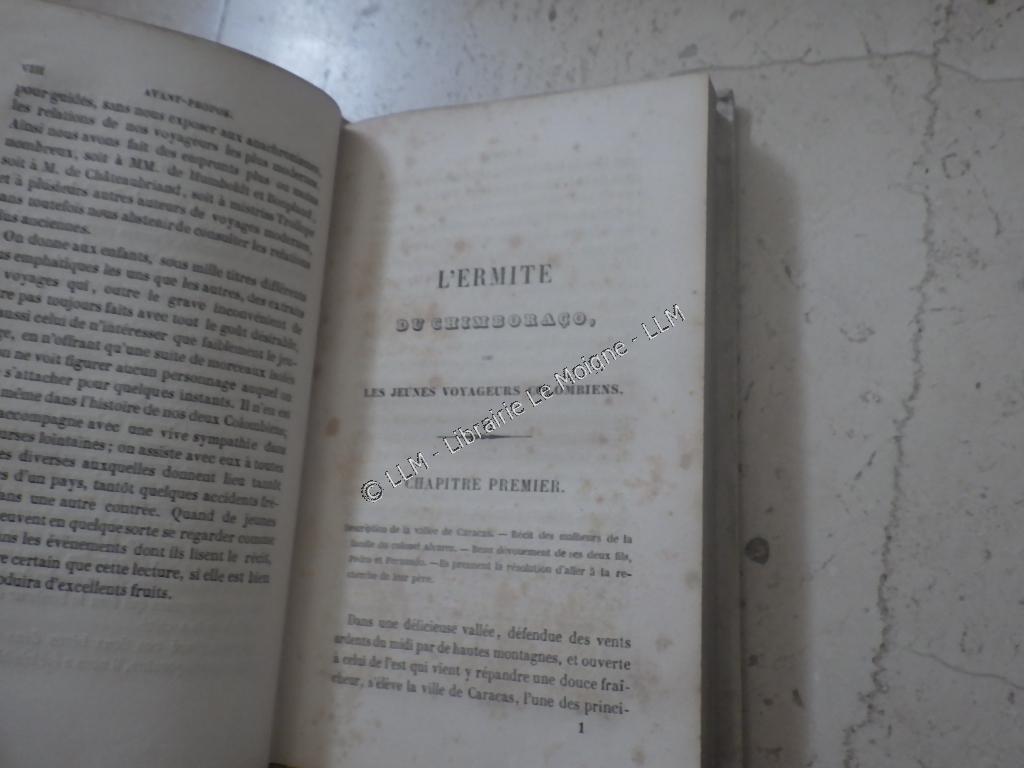 VIII
AVANT-PROPOS.
pour guides, sans nous exposer aux anachronismes,
les relations de nos voyageurs les plus modernes.
Ainsi nous avons fait des emprunts plus ou moins
nombreux, soit à MM. de Humboldt et Bonpland,
soit à M. de Châteaubriand, soit à mistriss Trollope
et à plusieurs autres auteurs de voyages modernes,
sans toutefois nous abstenir de consulter les relations
plus anciennes.
On donne aux enfants, sous mille titres différents
emphatiques les uns que les autres, des extraits
voyages qui, outre le grave inconvénient de
pas toujours faits avec tout le goût désirable,
aussi celui de n'intéresser que faiblement le jeu-
en n'offrant qu'une suite de morceaux isolés
ne voit figurer aucun personnage auquel on
s'attacher pour quelques instants. Il n'en est
même dans l'histoire de nos deux Colombiens;
accompagne avec une vive sympathie dans
lointaines; on assiste avec eux à toutes
diverses auxquelles donnent lieu tantôt
d'un pays, tantôt quelques accidents fré-
dans une autre contrée. Quand de jeunes
peuvent en quelque sorte se regarder comme
les événements dont ils lisent le récit,
certain que cette lecture, si elle est bien
produira d'excellents fruits.
L'ERMITE
DU CHIMBORAÇO,
OU
LES JEUNES VOYAGEURS COLOMBIENS.
CHAPITRE PREMIER.
Description de la vallée de Caracas. — Récit des malheurs de la
famille du colonel Alvarez. — Beau dévouement de ses deux fils,
Pedro et Fernando. — Ils prennent la résolution d'aller à la re-
cherche de leur père.
Dans une délicieuse vallée, défendue des vents
ardents du midi par de hautes montagnes, et ouverte
à celui de l'est qui vient y répandre une douce fraî-
cheur, s'élève la ville de Caracas, l'une des princi-
1
© LLM - Librairie Le Moigne - LLM